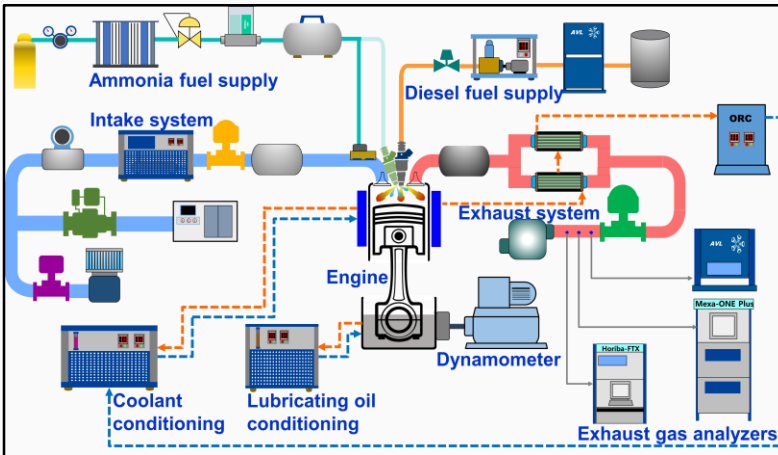 AVL
Ammonia fuel supply
Diesel fuel supply
Intake system
ORC
Exhaust system
AVL
Engine
Mexa-ONE Plus
Horiba-FTX
Dynamometer
Coolant
conditioning
Lubricating oil
conditioning
Exhaust gas analyzers